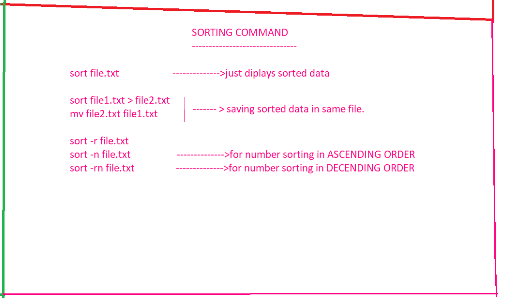 SORTING COMMAND
-------------------------------
sort file.txt -------------->just diplays sorted data
sort file1.txt > file2.txt
mv file2.txt file1.txt
------- > saving sorted data in same file.
sort -r file.txt
sort -n file.txt -------------->for number sorting in ASCENDING ORDER
sort -rn file.txt -------------->for number sorting in DECENDING ORDER